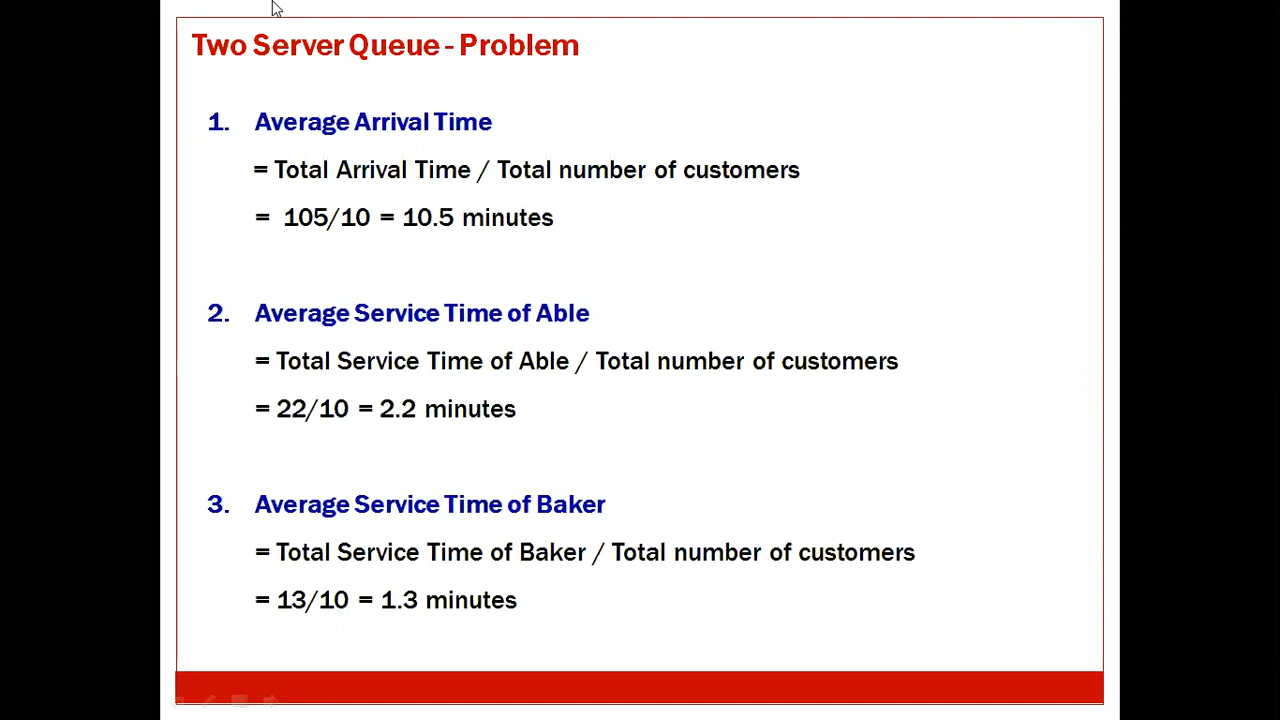 Two Server Queue - Problem
1. Average Arrival Time
= Total Arrival Time / Total number of customers
= 105/10 = 10.5 minutes
2. Average Service Time of Able
= Total Service Time of Able / Total number of customers
= 22/10 = 2.2 minutes
3. Average Service Time of Baker
= Total Service Time of Baker / Total number of customers
= 13/10 = 1.3 minutes